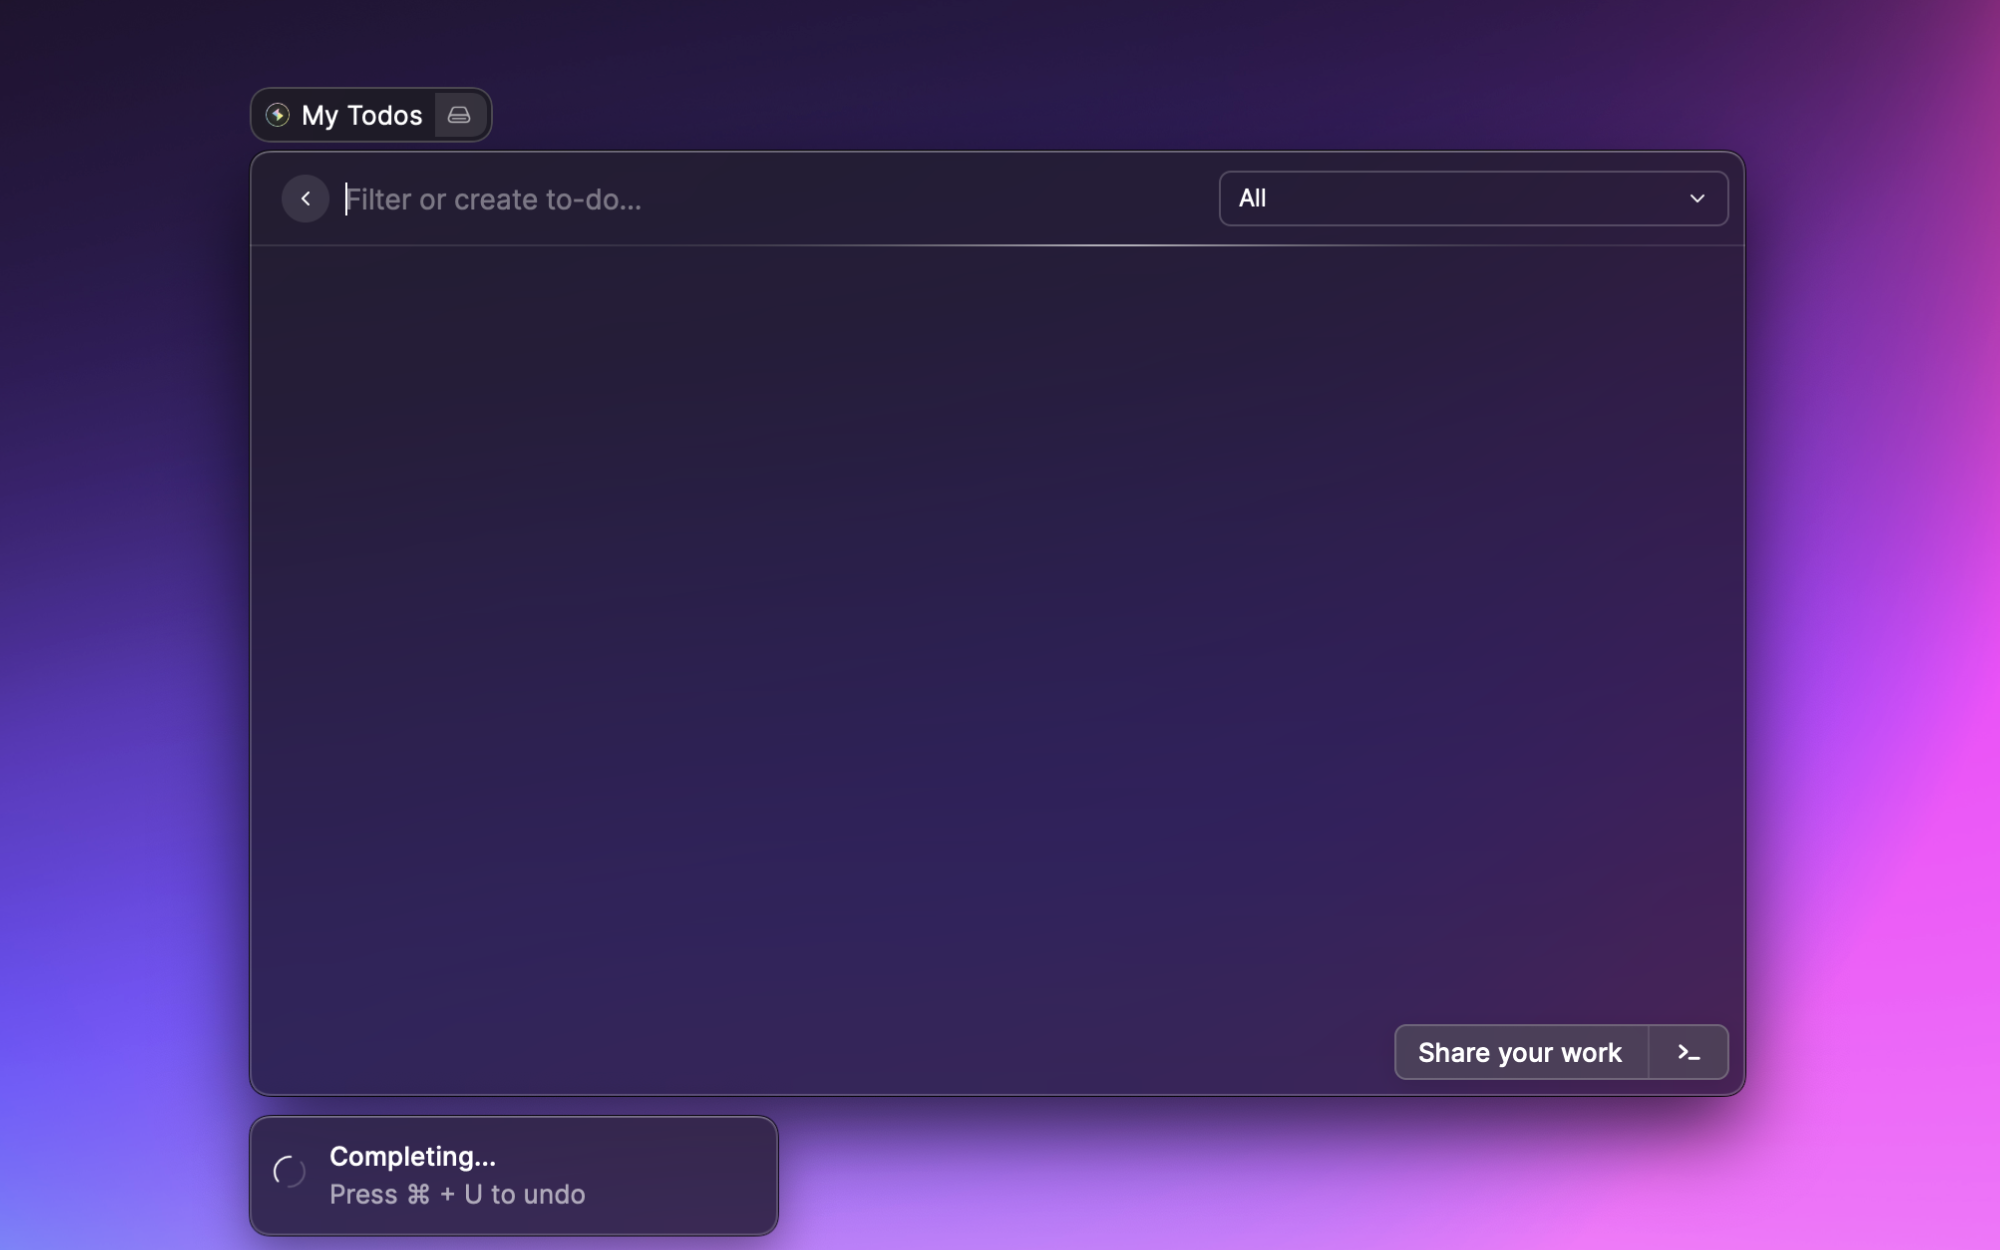 My Todos
Filter or create to-do...
All
Share your work
Completing...
Press ⌘ + U to undo